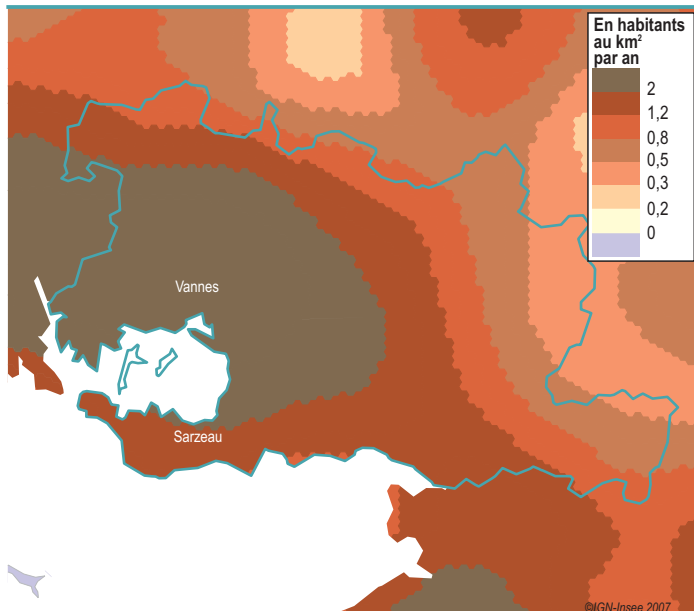 En habitants
au km²
par an
2
1,2
0,8
0,5
0,3
0,2
0
Vannes
Sarzeau
©IGN-Insee 2007